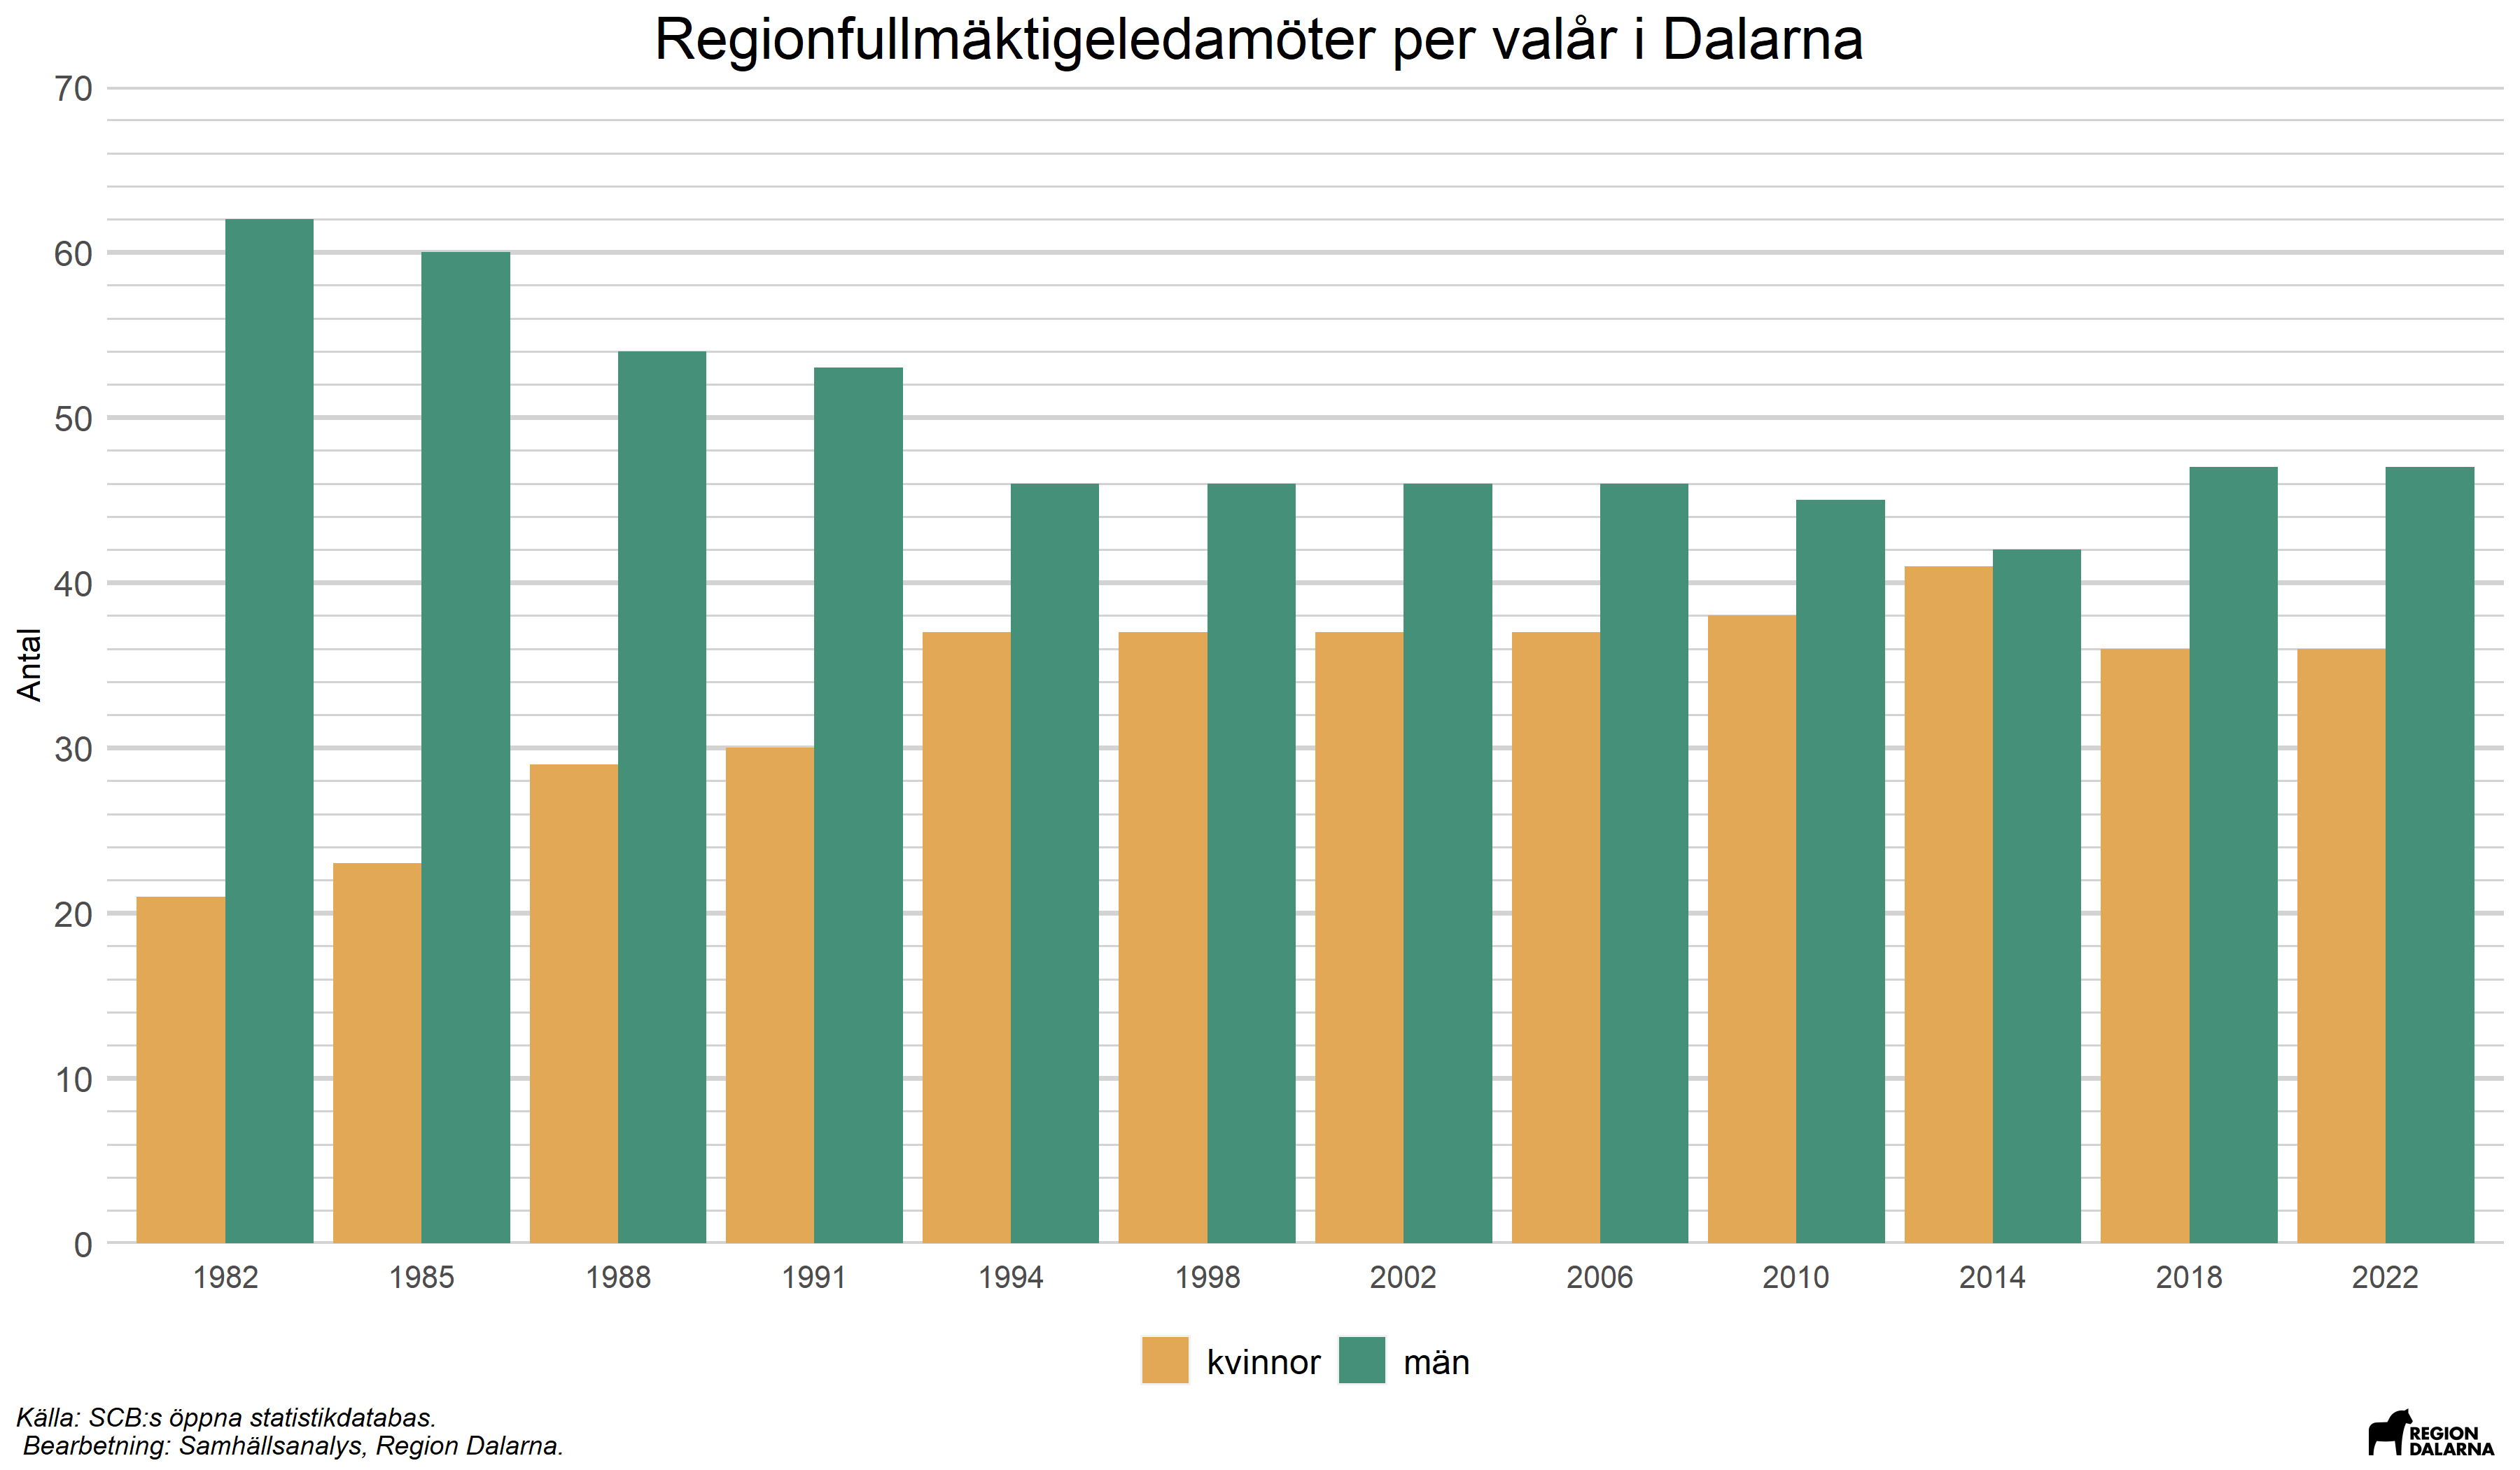 Regionfullmäktigeledamöter per valår i Dalarna
70
60
50
40
30
20
10
0
Antal
1982 1985 1988 1991 1994 1998 2002 2006 2010 2014 2018 2022
kvinnor män
Källa: SCB:s öppna statistikdatabas.
Bearbetning: Samhällsanalys, Region Dalarna.
REGION
DALARNA